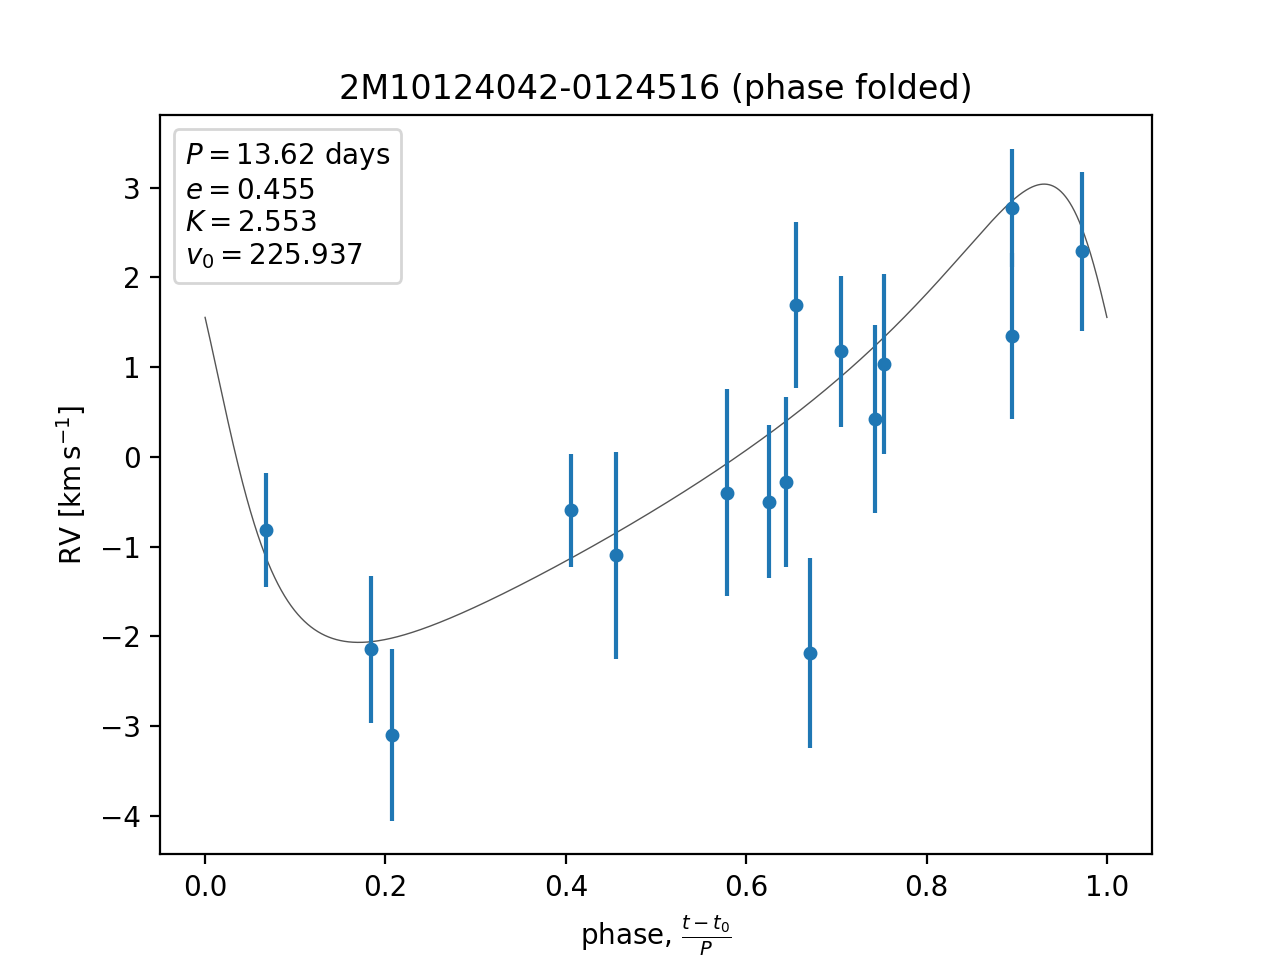 2M10124042-0124516 (phase folded)
P = 13.62 days
e = 0.455
K = 2.553
v₀ = 225.937
3
2
1
0
−1
−2
−3
−4
RV [km s⁻¹]
0.0 0.2 0.4 0.6 0.8 1.0
phase, (t − t₀)/P